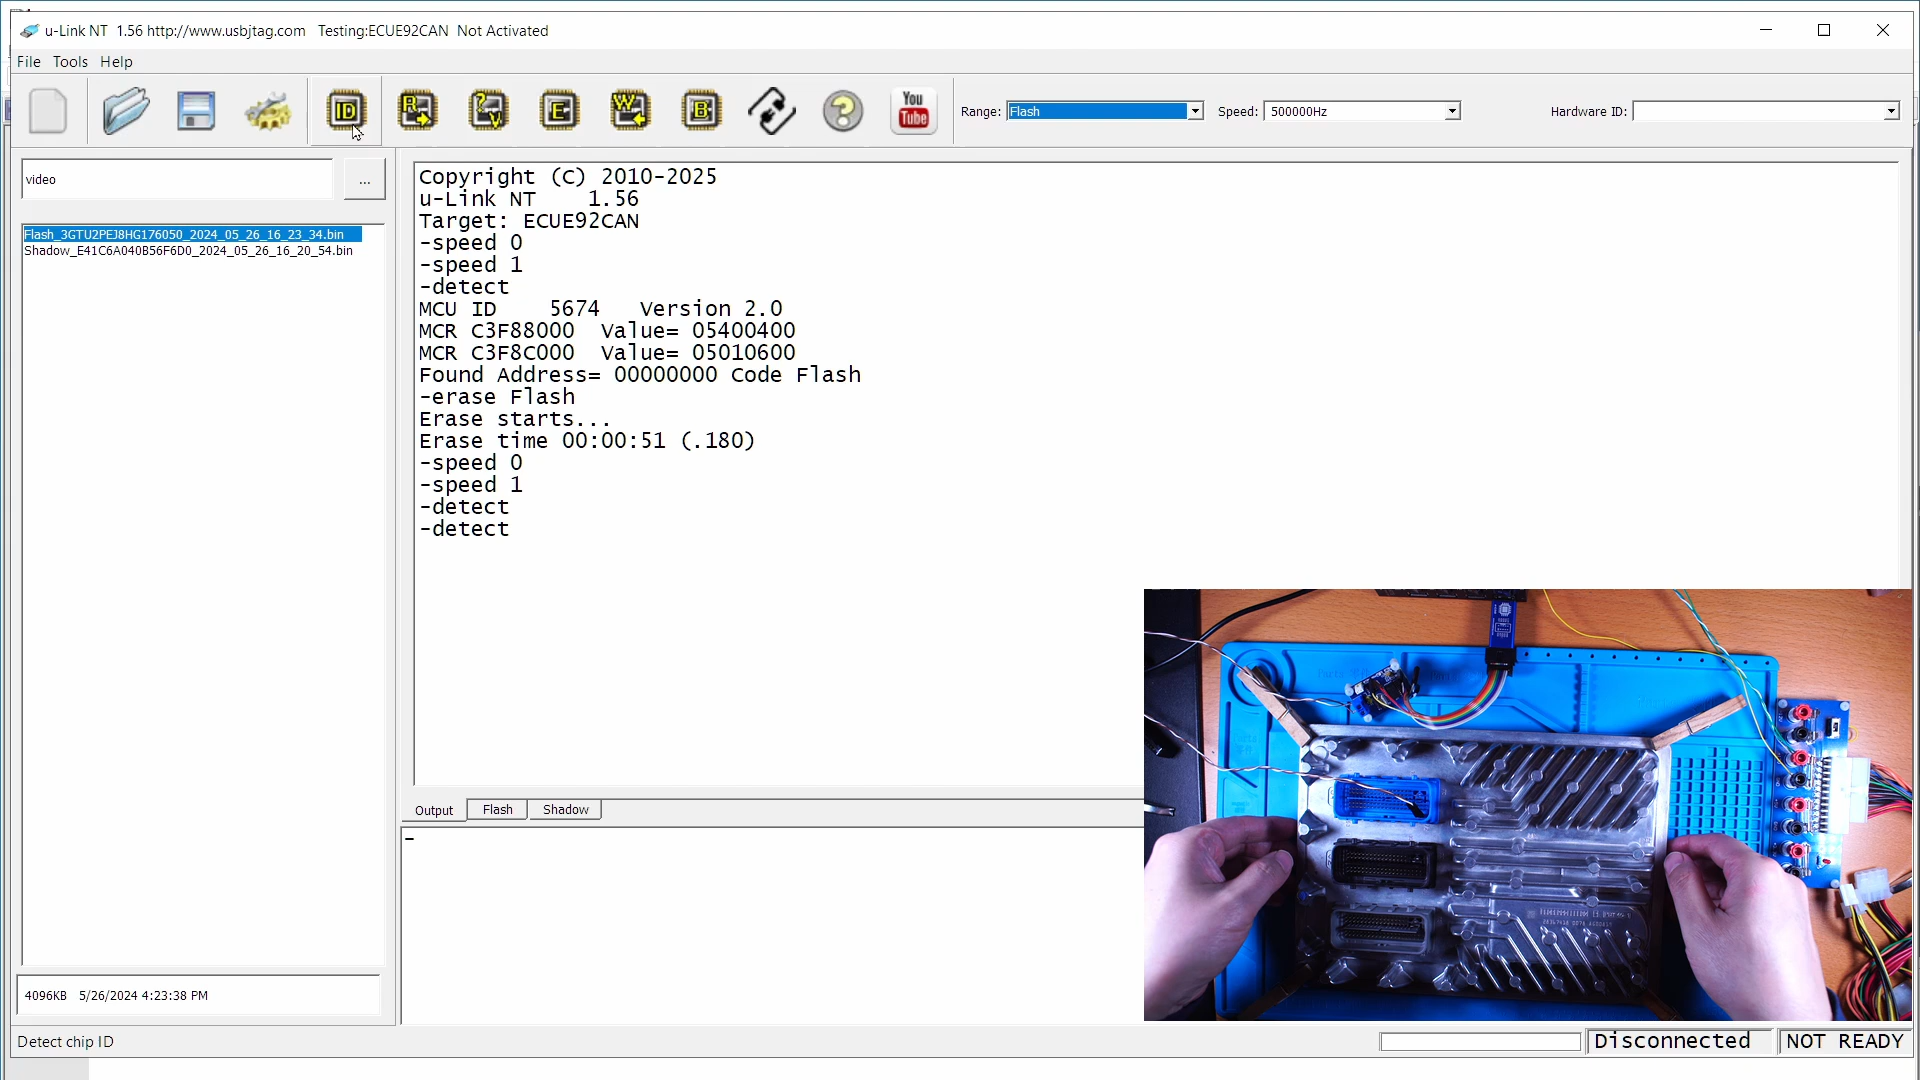 u-Link NT 1.56 http://www.usbjtag.com Testing:ECUE92CAN Not Activated
File Tools Help
ID
R
?
V
E
W
B
?
You
Tube
Range: Flash
Speed: 500000Hz
Hardware ID:
video
...
Flash_3GTU2PEJ8HG176050_2024_05_26_16_23_34.bin
Shadow_E41C6A040B56F6D0_2024_05_26_16_20_54.bin
Copyright (C) 2010-2025
u-Link NT 1.56
Target: ECUE92CAN
-speed 0
-speed 1
-detect
MCU ID 5674 Version 2.0
MCR C3F88000 Value= 05400400
MCR C3F8C000 Value= 05010600
Found Address= 00000000 Code Flash
-erase Flash
Erase starts...
Erase time 00:00:51 (.180)
-speed 0
-speed 1
-detect
-detect
Output Flash Shadow
-
4096KB 5/26/2024 4:23:38 PM
Detect chip ID
Disconnected
NOT READY